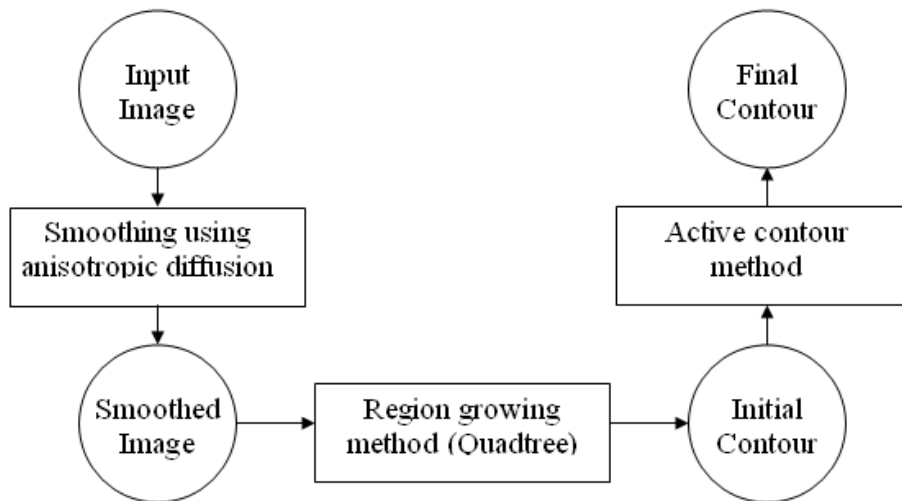 Input
Image
Smoothing using
anisotropic diffusion
Smoothed
Image
Region growing
method (Quadtree)
Initial
Contour
Active contour
method
Final
Contour